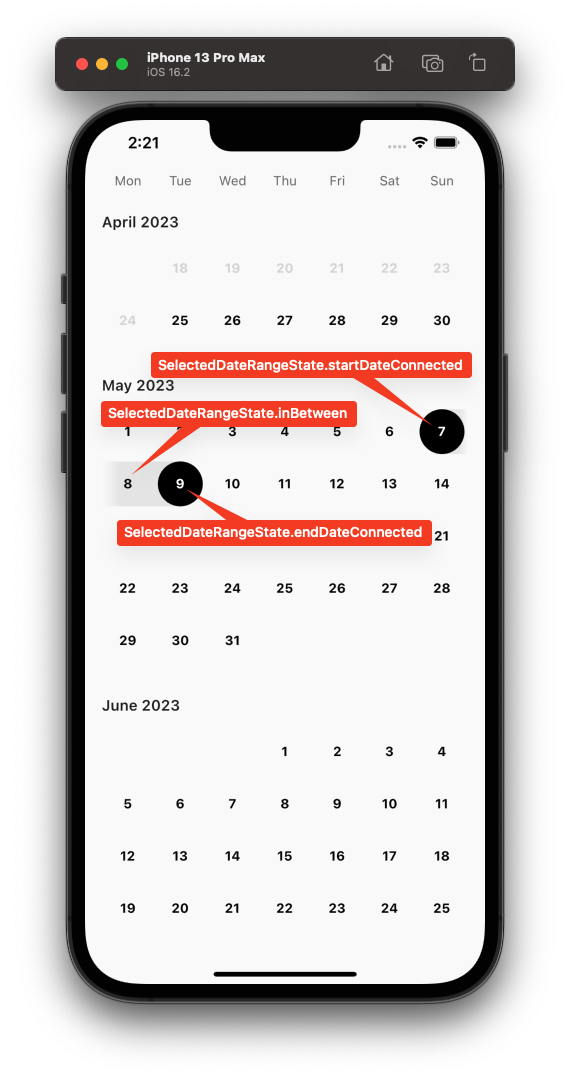 iPhone 13 Pro Max
iOS 16.2
2:21
Mon Tue Wed Thu Fri Sat Sun
April 2023
18 19 20 21 22 23
24 25 26 27 28 29 30
SelectedDateRangeState.startDateConnected
May 2023
SelectedDateRangeState.inBetween
1 3 4 5 6 7
8 9 10 11 12 13 14
SelectedDateRangeState.endDateConnected
21
22 23 24 25 26 27 28
29 30 31
June 2023
1 2 3 4
5 6 7 8 9 10 11
12 13 14 15 16 17 18
19 20 21 22 23 24 25